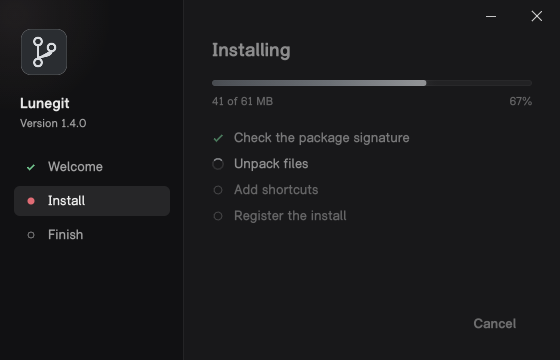 Lunegit
Version 1.4.0
Welcome
Install
Finish
Installing
41 of 61 MB
67%
Check the package signature
Unpack files
Add shortcuts
Register the install
Cancel